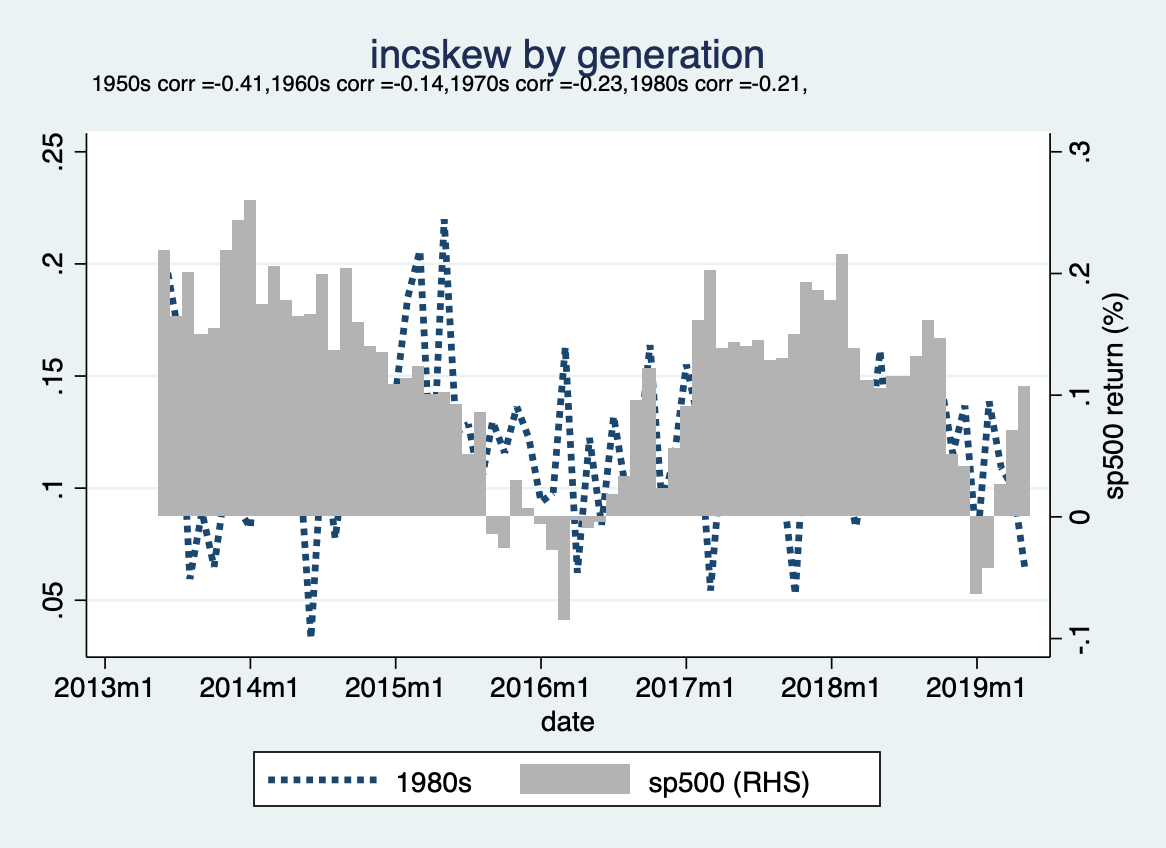 incskew by generation
1950s corr =-0.41,1960s corr =-0.14,1970s corr =-0.23,1980s corr =-0.21,
.25
.2
.15
.1
.05
.3
.2
.1
0
-.1
sp500 return (%)
2013m1 2014m1 2015m1 2016m1 2017m1 2018m1 2019m1
date
1980s sp500 (RHS)